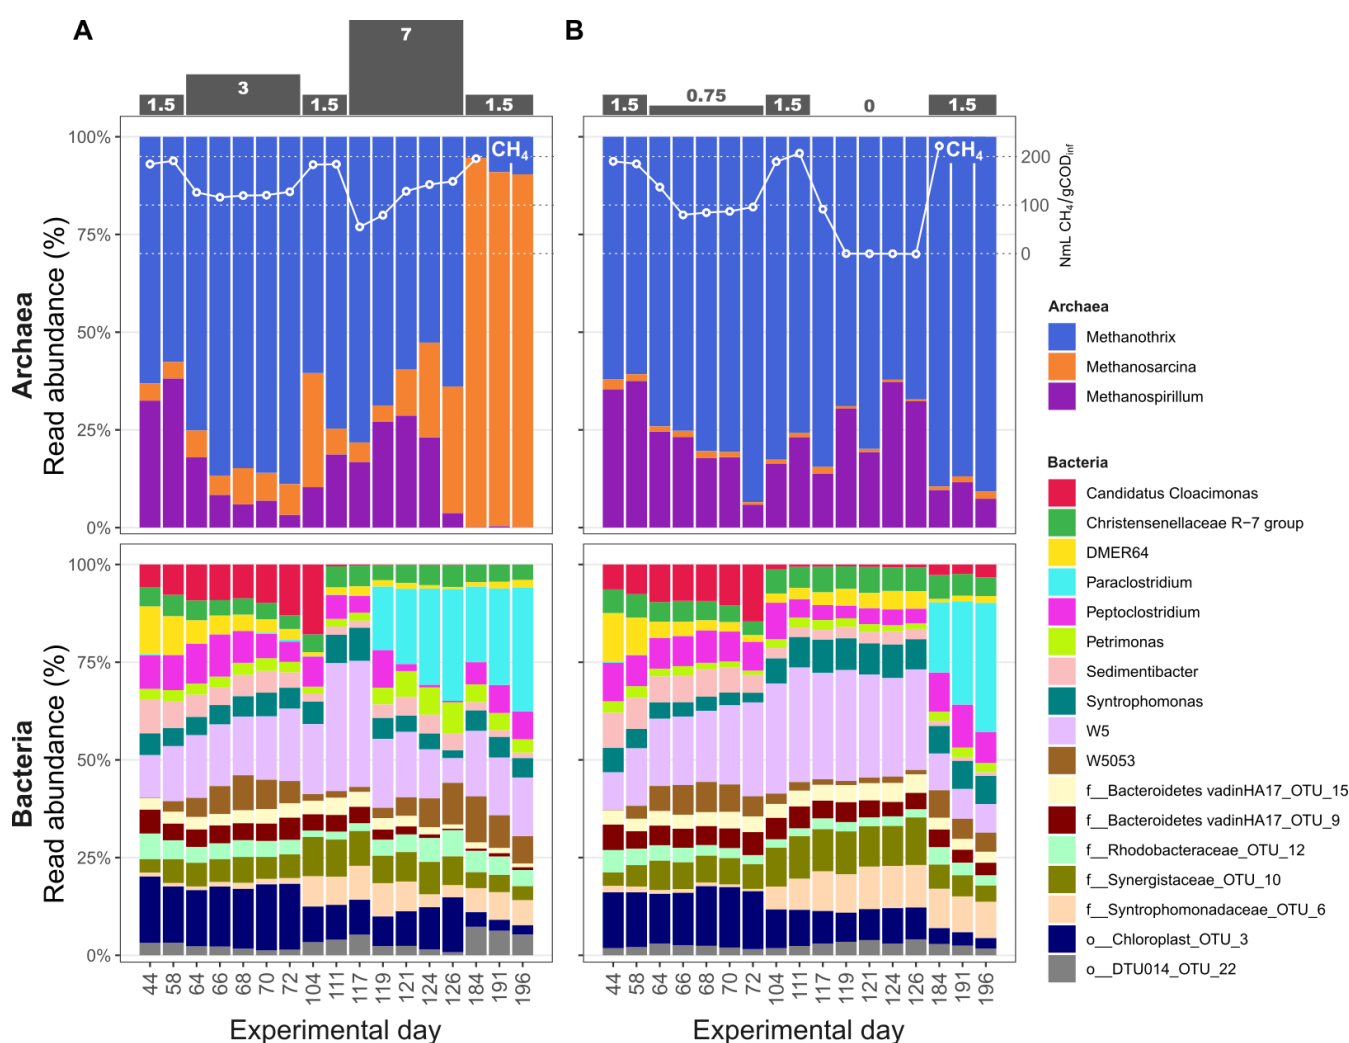 A
B
1.5
3
1.5
7
1.5
1.5
0.75
1.5
0
1.5
100%
75%
50%
25%
0%
Archaea
Read abundance (%)
CH4
CH4
200
100
0
NmL CH4/gCODinf
100%
75%
50%
25%
0%
Bacteria
Read abundance (%)
44 58 64 66 68 70 72 104 111 117 119 121 124 126 184 191 196
44 58 64 66 68 70 72 104 111 117 119 121 124 126 184 191 196
Experimental day
Experimental day
Archaea
Methanothrix
Methanosarcina
Methanospirillum
Bacteria
Candidatus Cloacimonas
Christensenellaceae R−7 group
DMER64
Paraclostridium
Peptoclostridium
Petrimonas
Sedimentibacter
Syntrophomonas
W5
W5053
f__Bacteroidetes vadinHA17_OTU_15
f__Bacteroidetes vadinHA17_OTU_9
f__Rhodobacteraceae_OTU_12
f__Synergistaceae_OTU_10
f__Syntrophomonadaceae_OTU_6
o__Chloroplast_OTU_3
o__DTU014_OTU_22